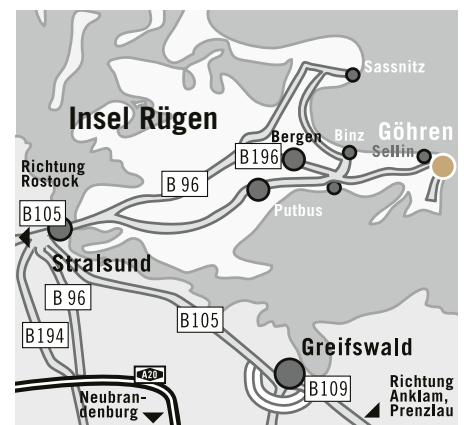 Sassnitz
Insel Rügen
Bergen
Binz
Göhren
Sellin
B196
Richtung
Rostock
B 96
B105
Putbus
Stralsund
B 96
B105
B194
Greifswald
A20
B109
Neubran-
denburg
Richtung
Anklam,
Prenzlau